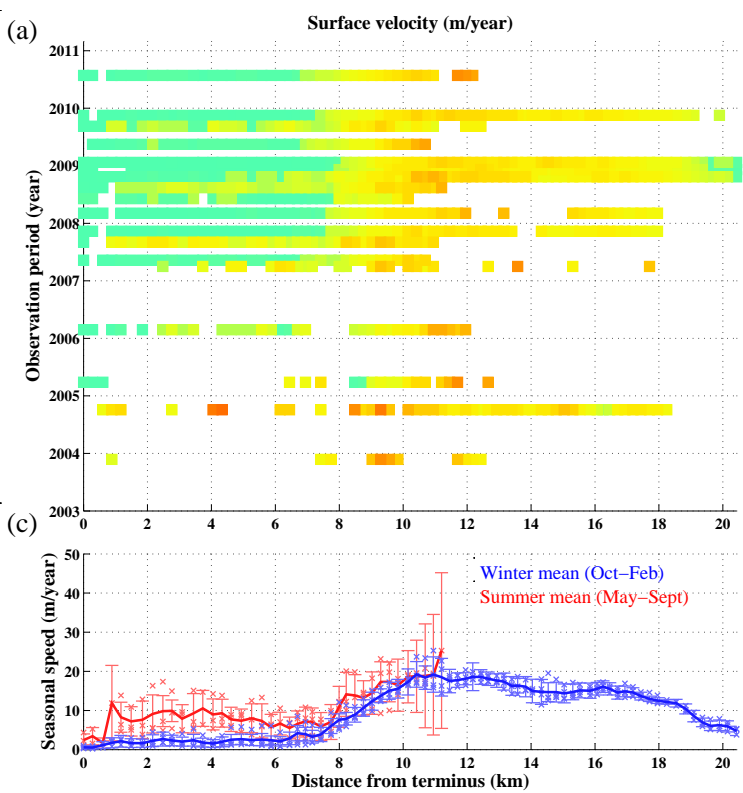 (a)
Surface velocity (m/year)
Observation period (year)
2011
2010
2009
2008
2007
2006
2005
2004
2003
0 2 4 6 8 10 12 14 16 18 20
(c)
Seasonal speed (m/year)
50
40
30
20
10
0
Winter mean (Oct–Feb)
Summer mean (May–Sept)
0 2 4 6 8 10 12 14 16 18 20
Distance from terminus (km)